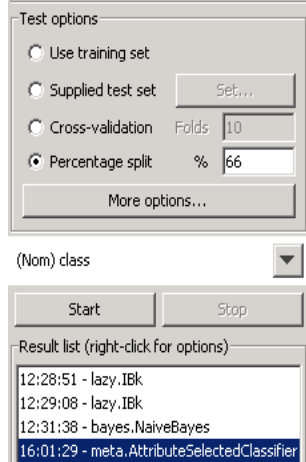 Test options
Use training set
Supplied test set Set...
Cross-validation Folds 10
Percentage split % 66
More options...
(Nom) class
Start Stop
Result list (right-click for options)
12:28:51 - lazy.IBk
12:29:08 - lazy.IBk
12:31:38 - bayes.NaiveBayes
16:01:29 - meta.AttributeSelectedClassifier